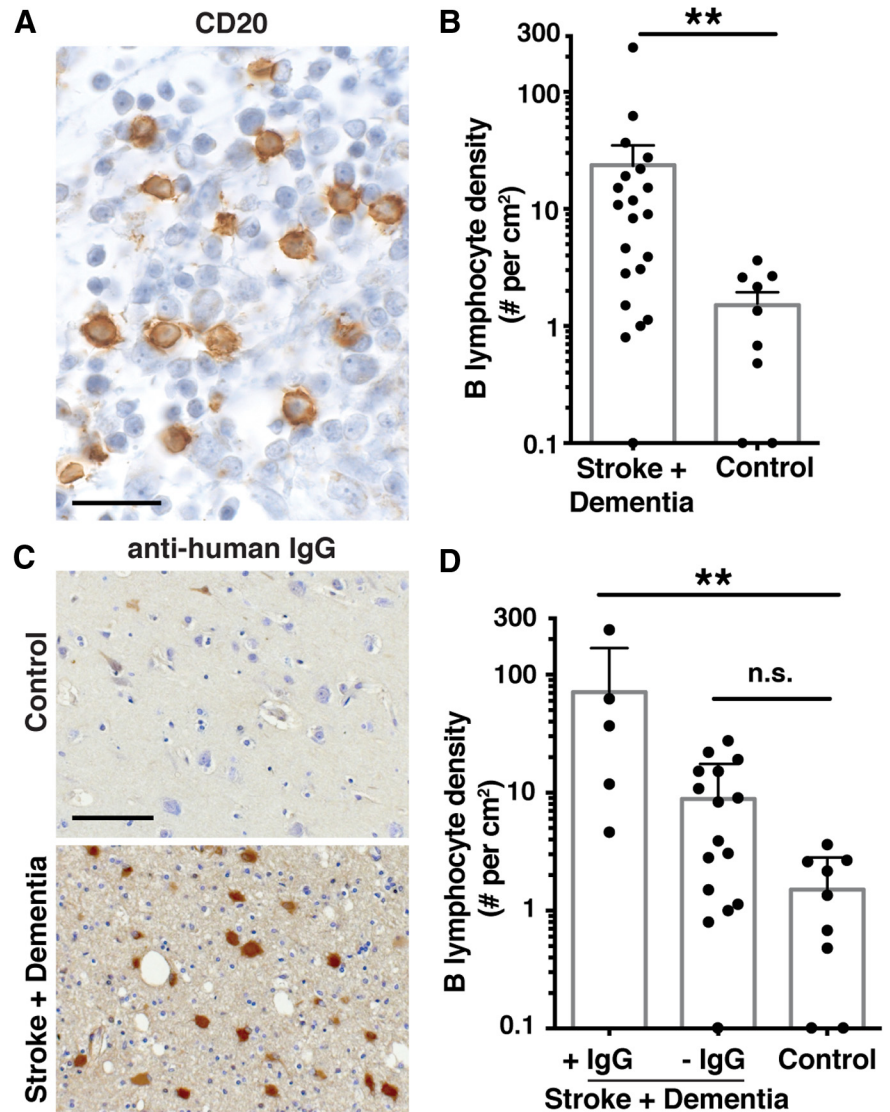 A
CD20
B
**
300
100
10
1
0.1
B lymphocyte density
(# per cm²)
Stroke +
Dementia
Control
C
anti-human IgG
Control
Stroke + Dementia
D
**
n.s.
300
100
10
1
0.1
B lymphocyte density
(# per cm²)
+ IgG
- IgG
Control
Stroke + Dementia